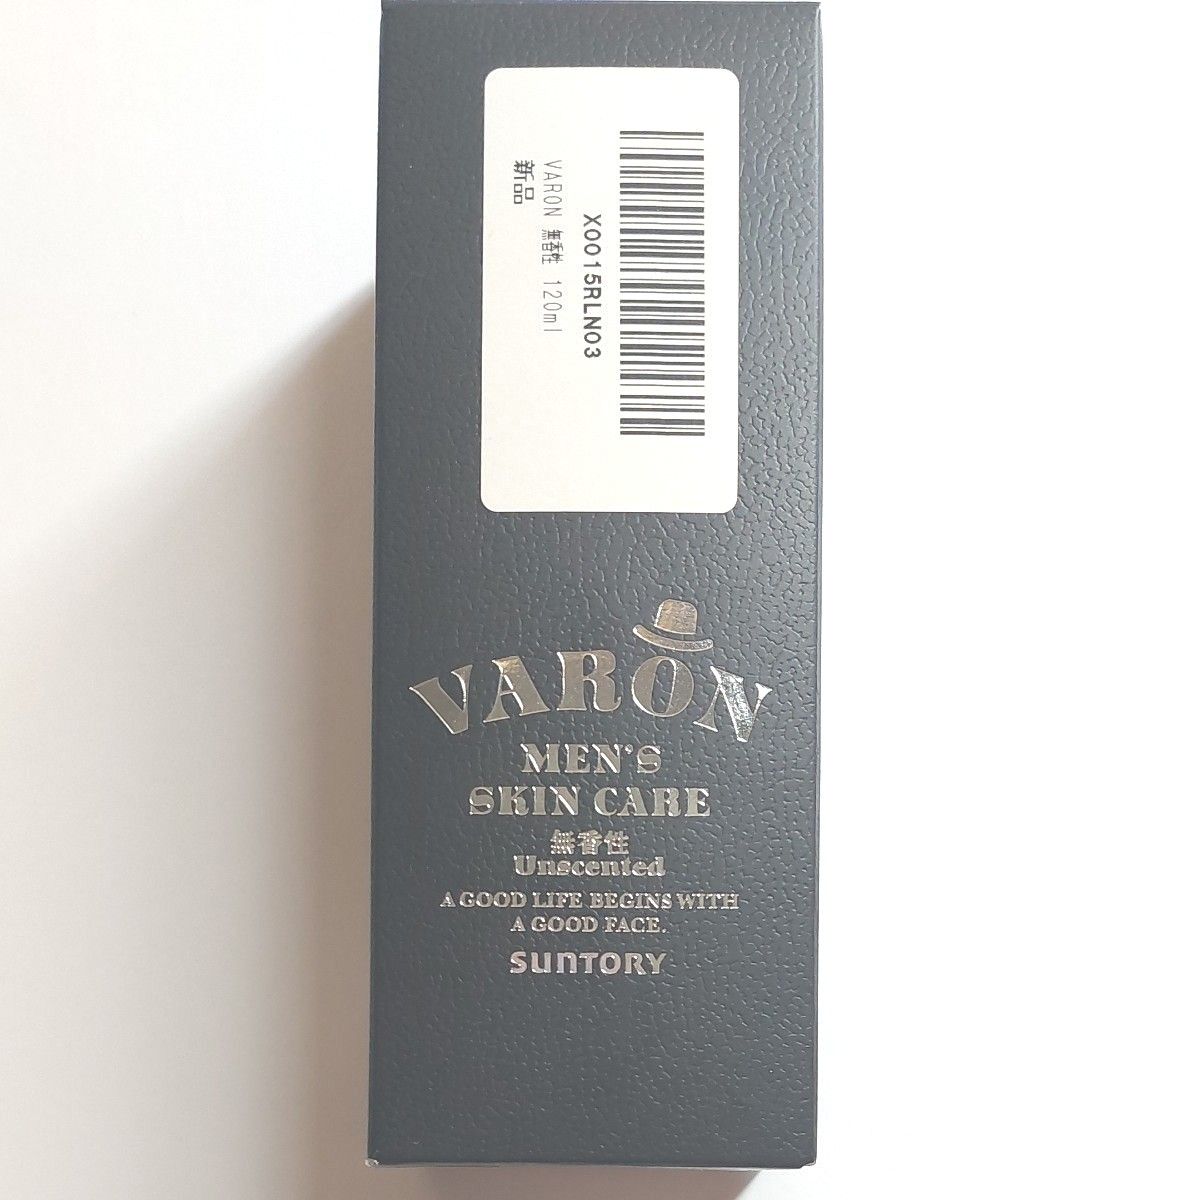 X0015RLN03
VARON 無香性 120ml
新品
VARON
MEN'S
SKIN CARE
無香性
Unscented
A GOOD LIFE BEGINS WITH
A GOOD FACE.
SUNTORY